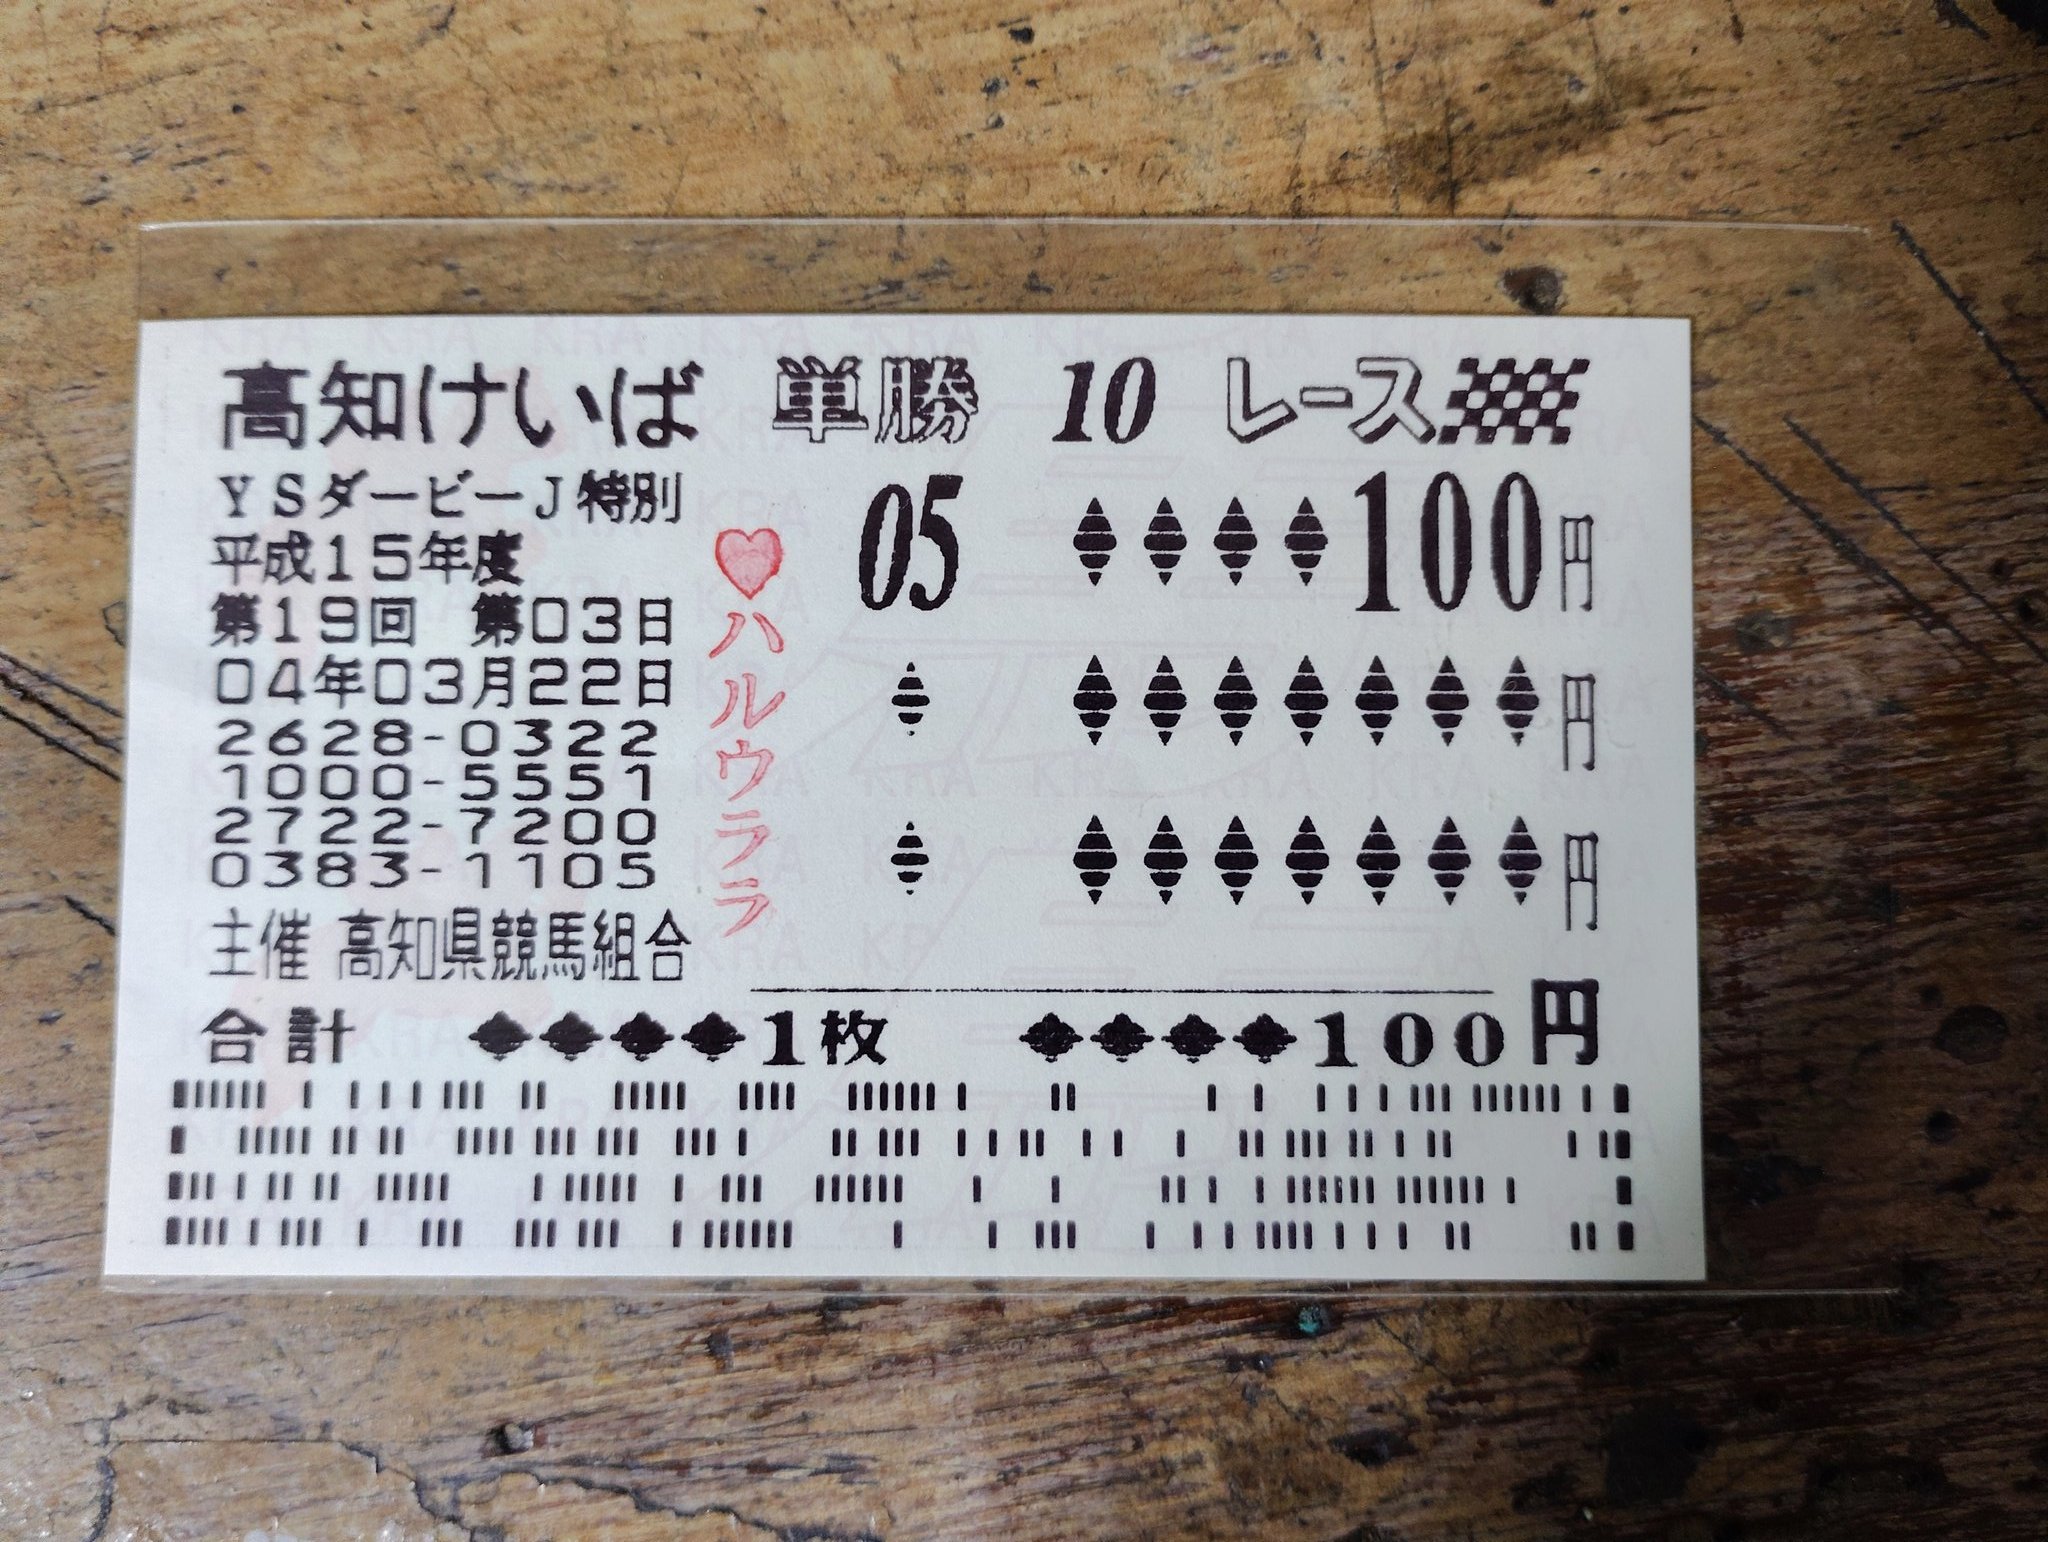 高知けいば 単勝 10 レース
YSダービーJ特別
平成15年度
第19回 第03日
04年03月22日
2628-0322
1000-5551
2722-7200
0383-1105
主催 高知県競馬組合
♥ハルウララ
05 ♦♦♦♦100円
♦ ♦♦♦♦♦♦♦円
♦ ♦♦♦♦♦♦♦円
合計 ◆◆◆◆1枚 ◆◆◆◆100円